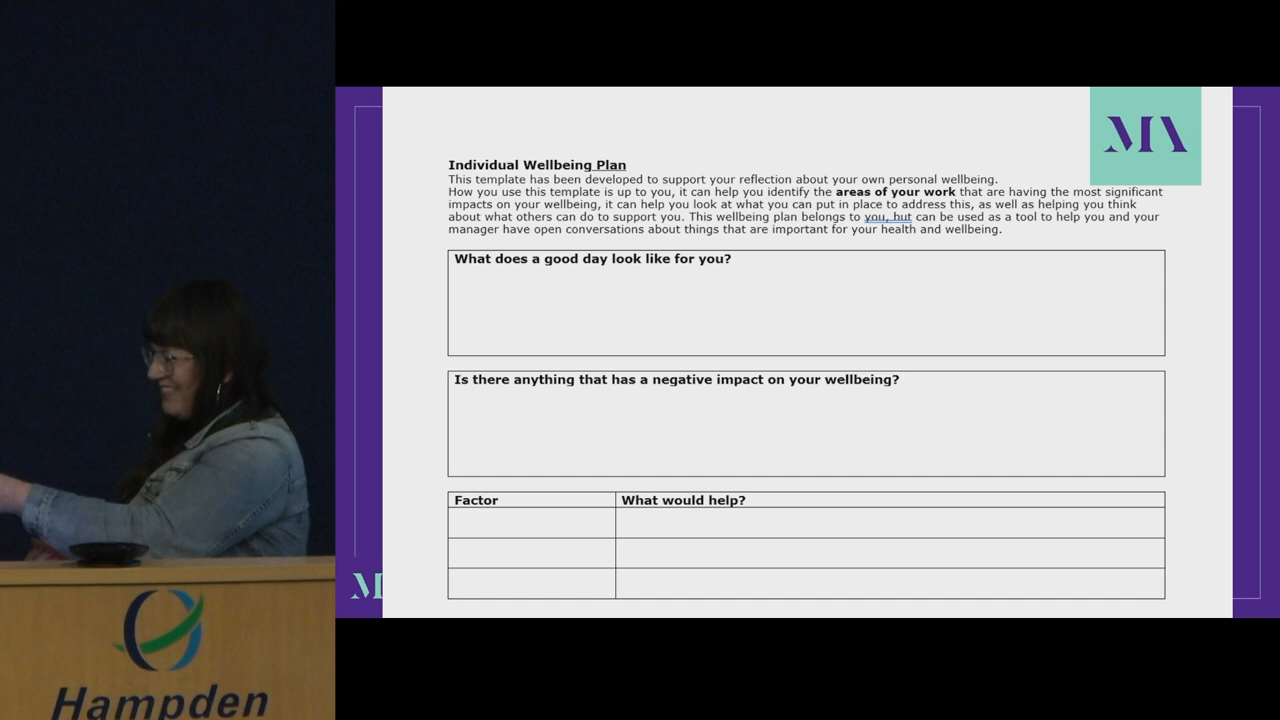 MA
Individual Wellbeing Plan
This template has been developed to support your reflection about your own personal wellbeing.
How you use this template is up to you, it can help you identify the areas of your work that are having the most significant
impacts on your wellbeing, it can help you look at what you can put in place to address this, as well as helping you think
about what others can do to support you. This wellbeing plan belongs to you, but can be used as a tool to help you and your
manager have open conversations about things that are important for your health and wellbeing.
What does a good day look like for you?
Is there anything that has a negative impact on your wellbeing?
Factor
What would help?
M
Hampden